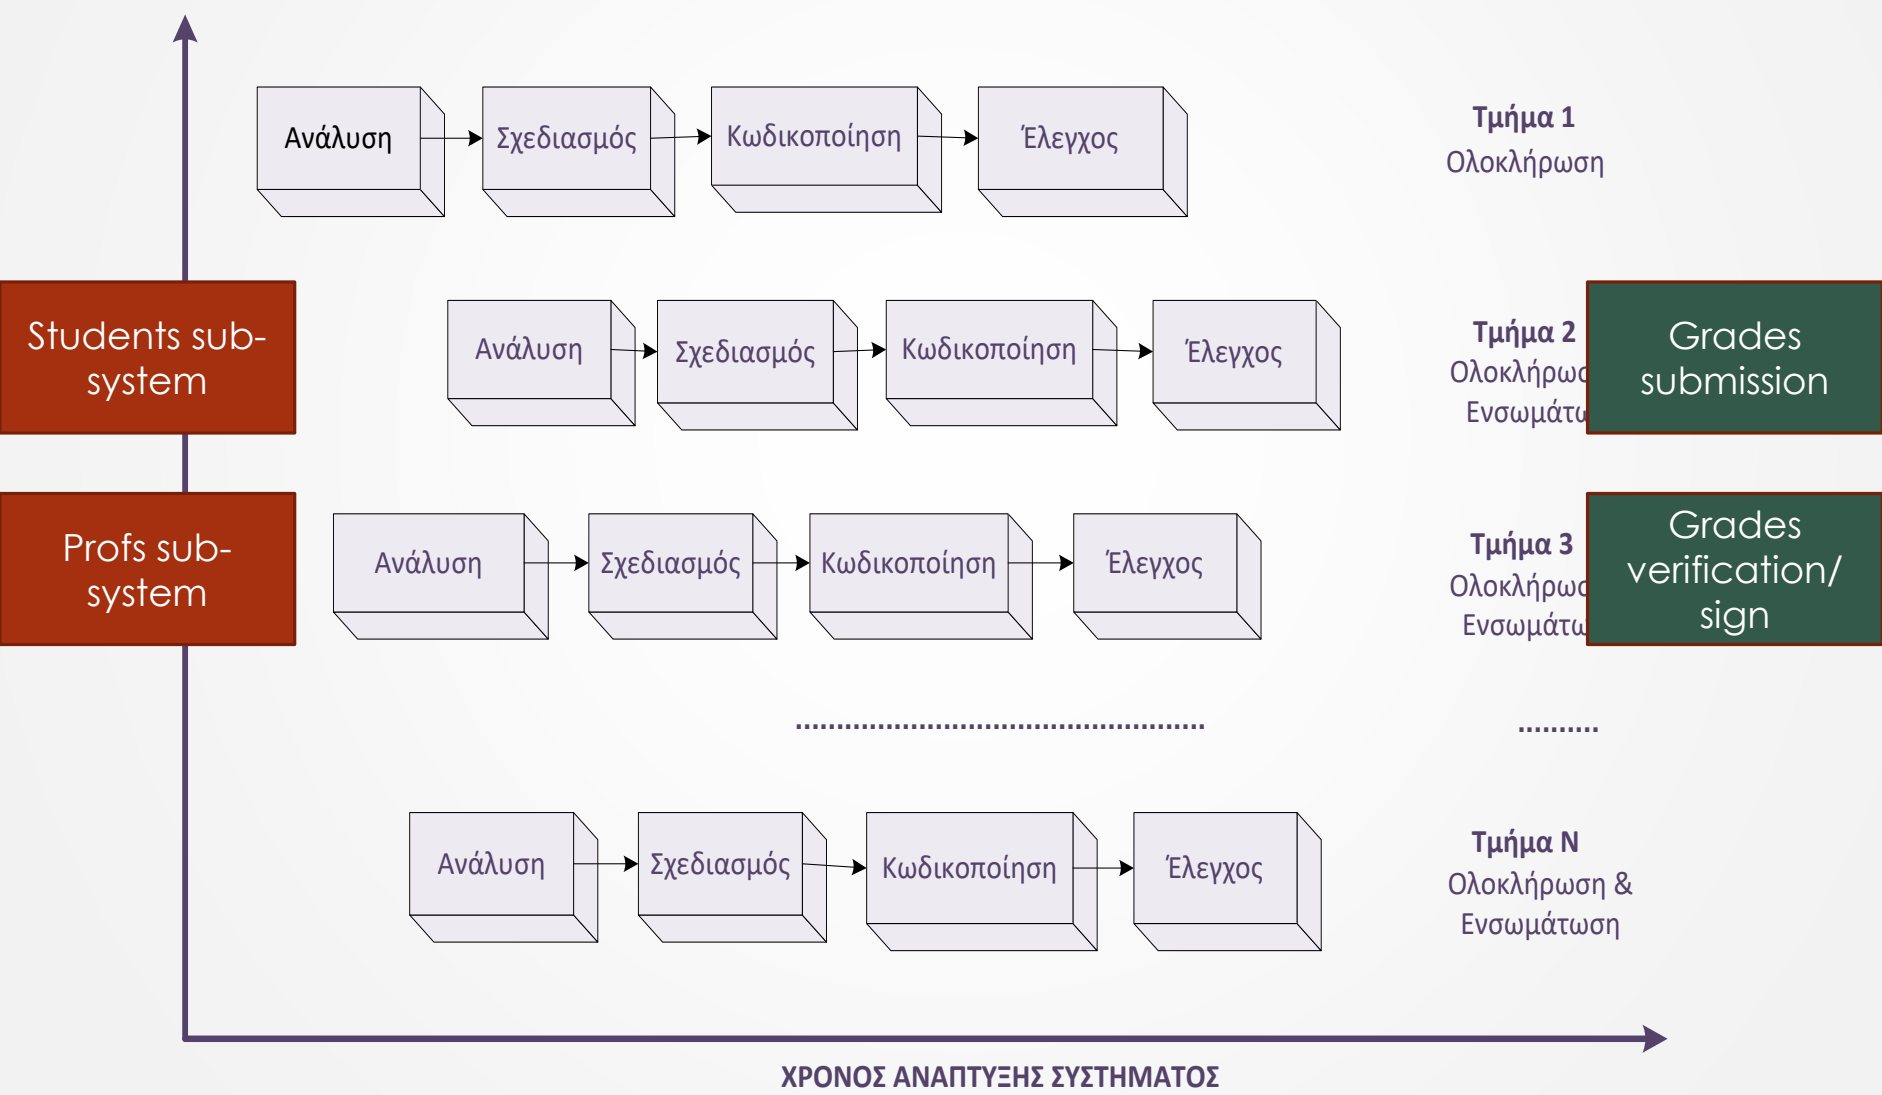 Ανάλυση
Σχεδιασμός
Κωδικοποίηση
Έλεγχος
Τμήμα 1
Ολοκλήρωση
Students sub-
system
Ανάλυση
Σχεδιασμός
Κωδικοποίηση
Έλεγχος
Τμήμα 2
Grades
submission
Profs sub-
system
Ανάλυση
Σχεδιασμός
Κωδικοποίηση
Έλεγχος
Τμήμα 3
Grades
verification/
sign
Ανάλυση
Σχεδιασμός
Κωδικοποίηση
Έλεγχος
Τμήμα Ν
Ολοκλήρωση &
Ενσωμάτωση
ΧΡΟΝΟΣ ΑΝΑΠΤΥΞΗΣ ΣΥΣΤΗΜΑΤΟΣ